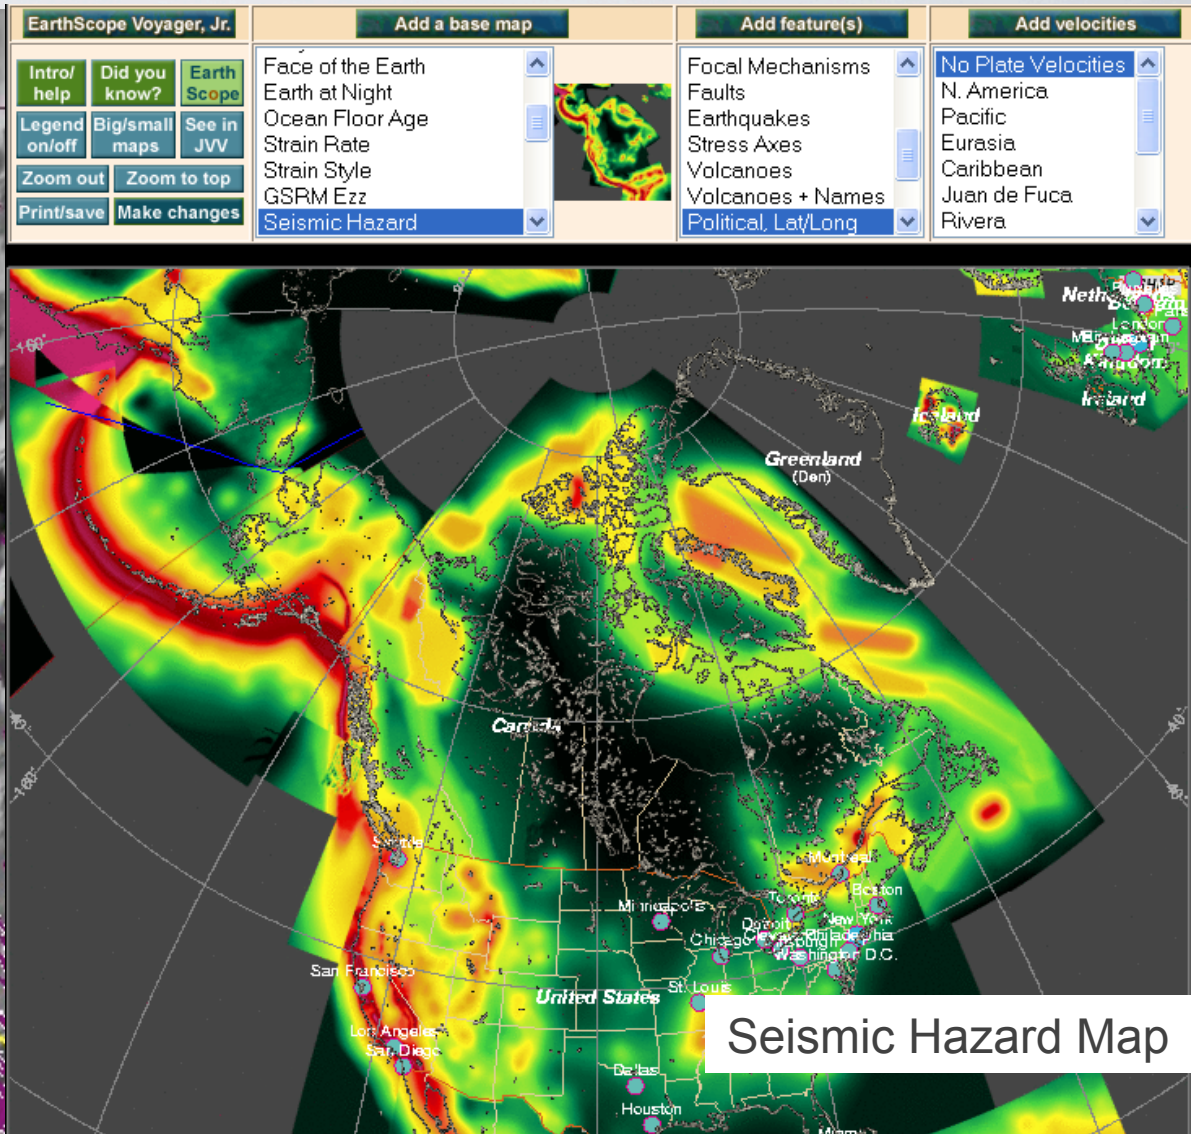 EarthScope Voyager, Jr.
Add a base map
Add feature(s)
Add velocities
Intro/
help
Did you
know?
Earth
Scope
Legend
on/off
Big/small
maps
See in
JVV
Zoom out
Zoom to top
Print/save
Make changes
Face of the Earth
Earth at Night
Ocean Floor Age
Strain Rate
Strain Style
GSRM Ezz
Seismic Hazard
Focal Mechanisms
Faults
Earthquakes
Stress Axes
Volcanoes
Volcanoes + Names
Political, Lat/Long
No Plate Velocities
N. America
Pacific
Eurasia
Caribbean
Juan de Fuca
Rivera
London
Ireland
Iceland
Greenland
(Den)
Canada
Seattle
Montreal
Boston
Toronto
Minneapolis
New York
Detroit
Chicago
Philadelphia
Washington D.C.
San Francisco
United States
St. Louis
Los Angeles
San Diego
Dallas
Houston
Miami
Seismic Hazard Map